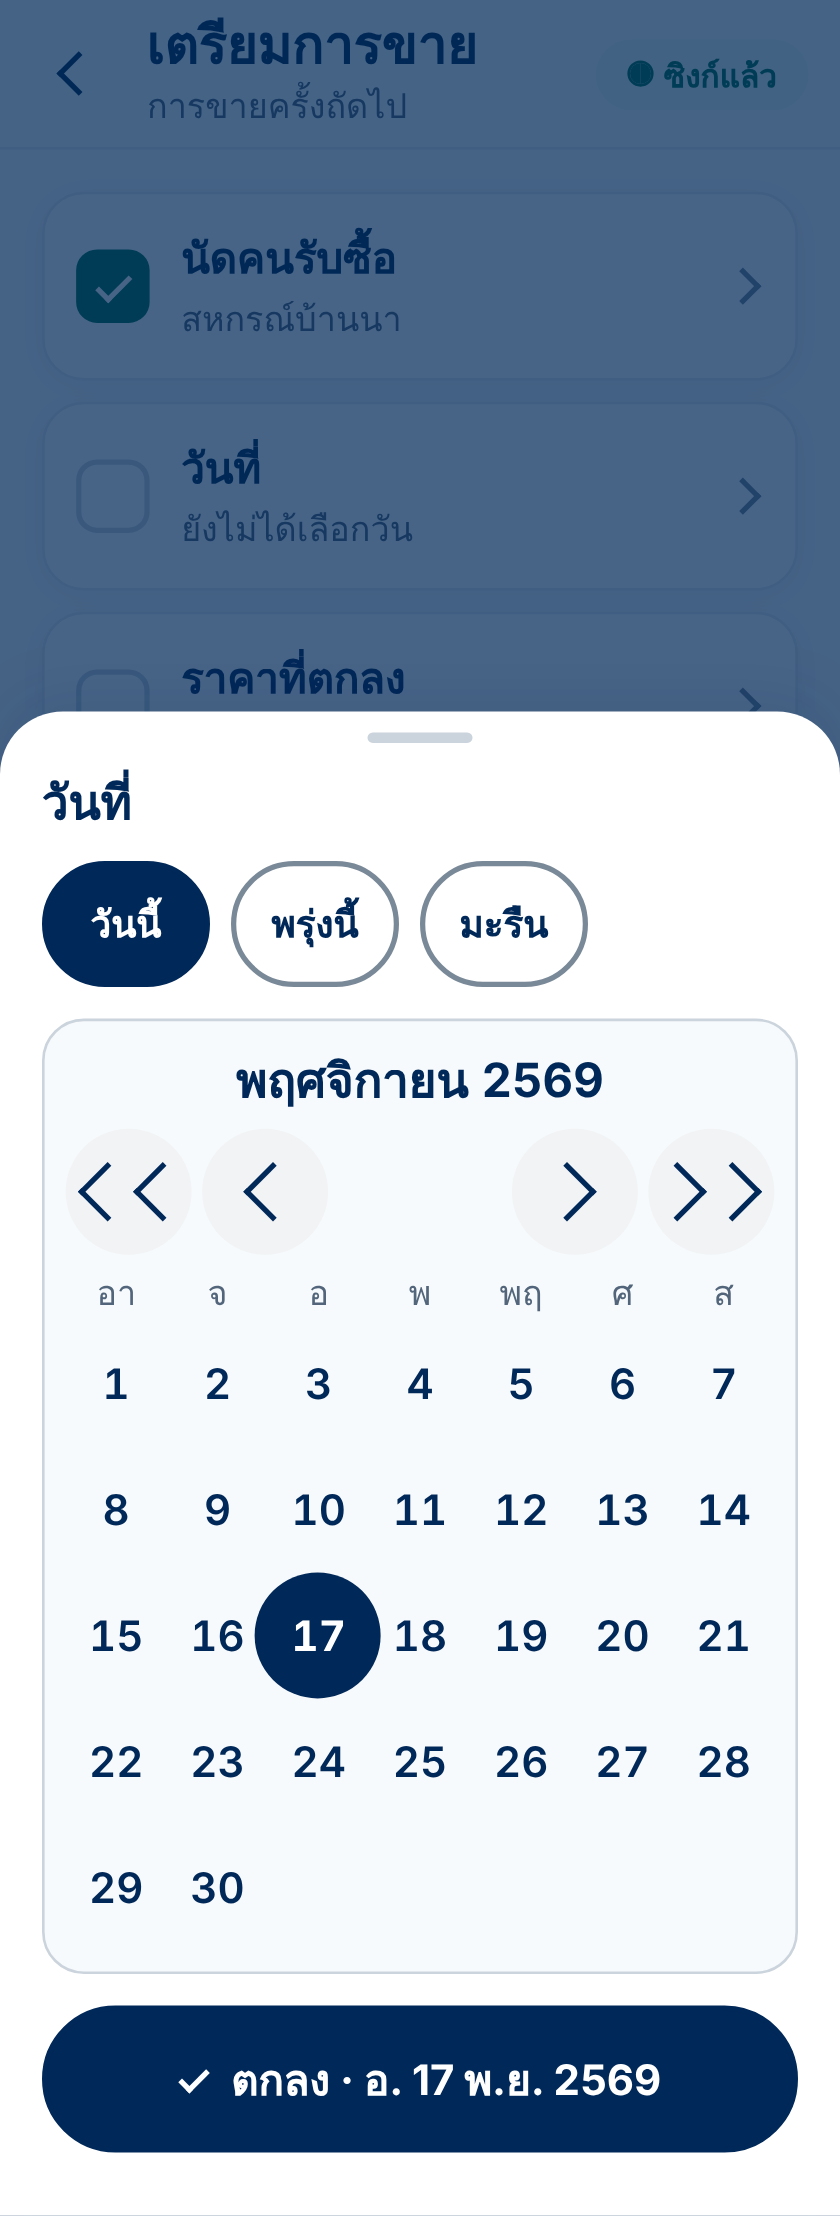 เตรียมการขาย
การขายครั้งถัดไป
ซิงก์แล้ว
นัดคนรับซื้อ
สหกรณ์บ้านนา
วันที่
ยังไม่ได้เลือกวัน
ราคาที่ตกลง
วันที่
วันนี้ พรุ่งนี้ มะรืน
พฤศจิกายน 2569
อา จ อ พ พฤ ศ ส
1 2 3 4 5 6 7
8 9 10 11 12 13 14
15 16 17 18 19 20 21
22 23 24 25 26 27 28
29 30
ตกลง · อ. 17 พ.ย. 2569